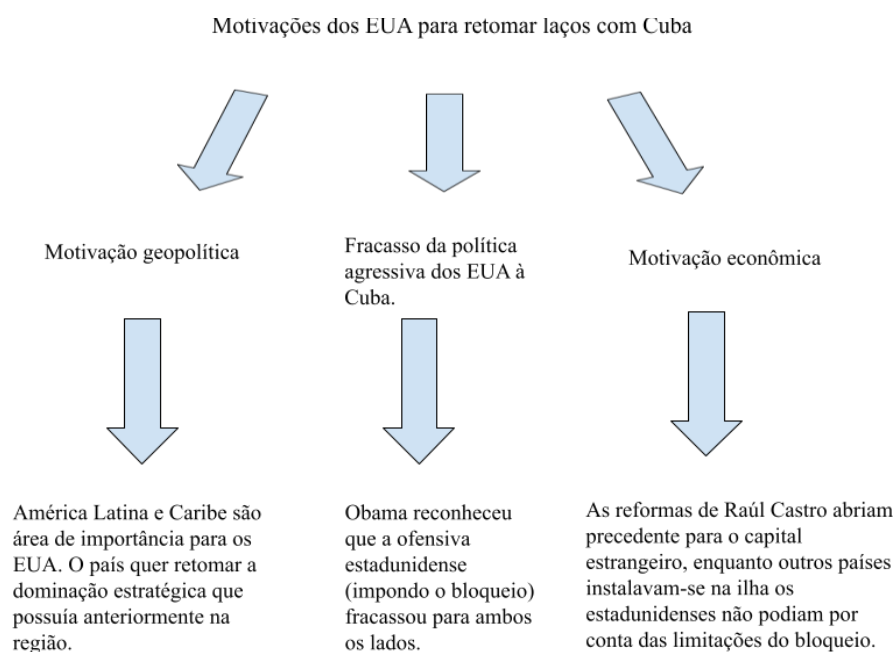 Motivações dos EUA para retomar laços com Cuba
Motivação geopolítica
Fracasso da política
agressiva dos EUA à
Cuba.
Motivação econômica
América Latina e Caribe são
área de importância para os
EUA. O país quer retomar a
dominação estratégica que
possuía anteriormente na
região.
Obama reconheceu
que a ofensiva
estadunidense
(impondo o bloqueio)
fracassou para ambos
os lados.
As reformas de Raúl Castro abriam
precedente para o capital
estrangeiro, enquanto outros países
instalavam-se na ilha os
estadunidenses não podiam por
conta das limitações do bloqueio.